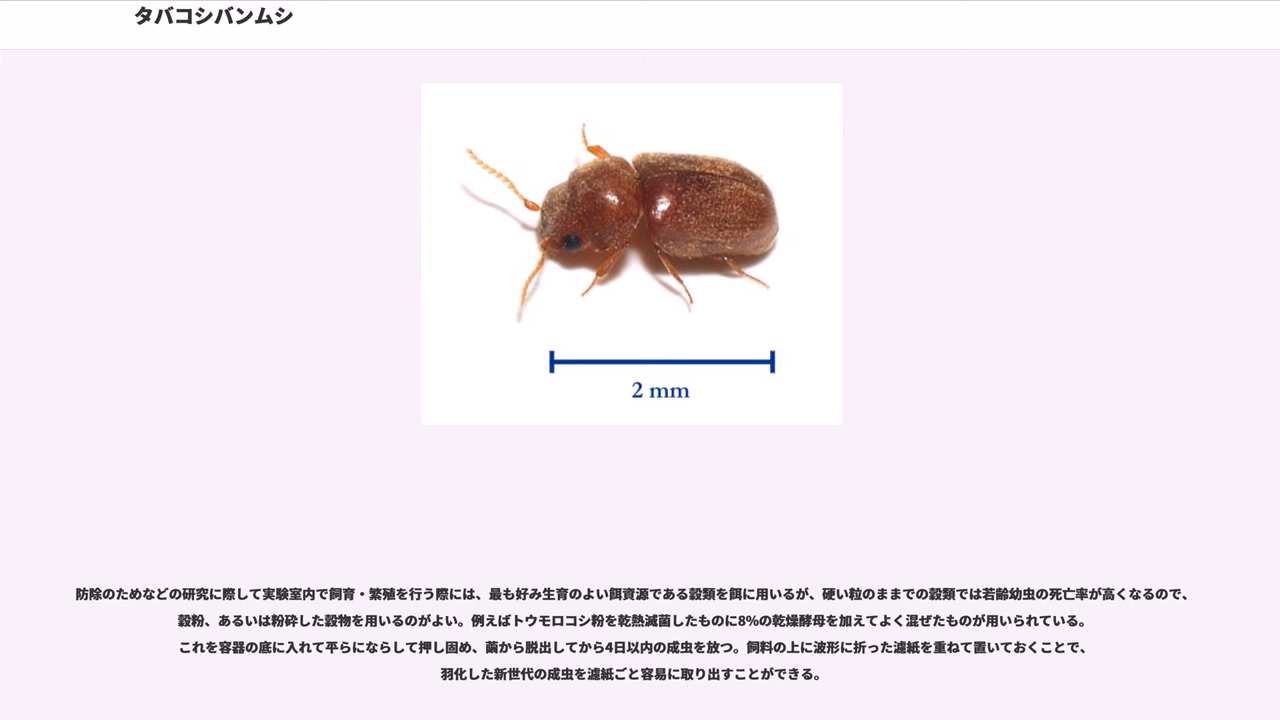 タバコシバンムシ
2 mm
防除のためなどの研究に際して実験室内で飼育・繁殖を行う際には、最も好み生育のよい餌資源である穀類を餌に用いるが、硬い粒のままでの穀類では若齢幼虫の死亡率が高くなるので、
穀粉、あるいは粉砕した穀物を用いるのがよい。例えばトウモロコシ粉を乾熱滅菌したものに8%の乾燥酵母を加えてよく混ぜたものが用いられている。
これを容器の底に入れて平らにならして押し固め、繭から脱出してから4日以内の成虫を放つ。飼料の上に波形に折った濾紙を重ねて置いておくことで、
羽化した新世代の成虫を濾紙ごと容易に取り出すことができる。